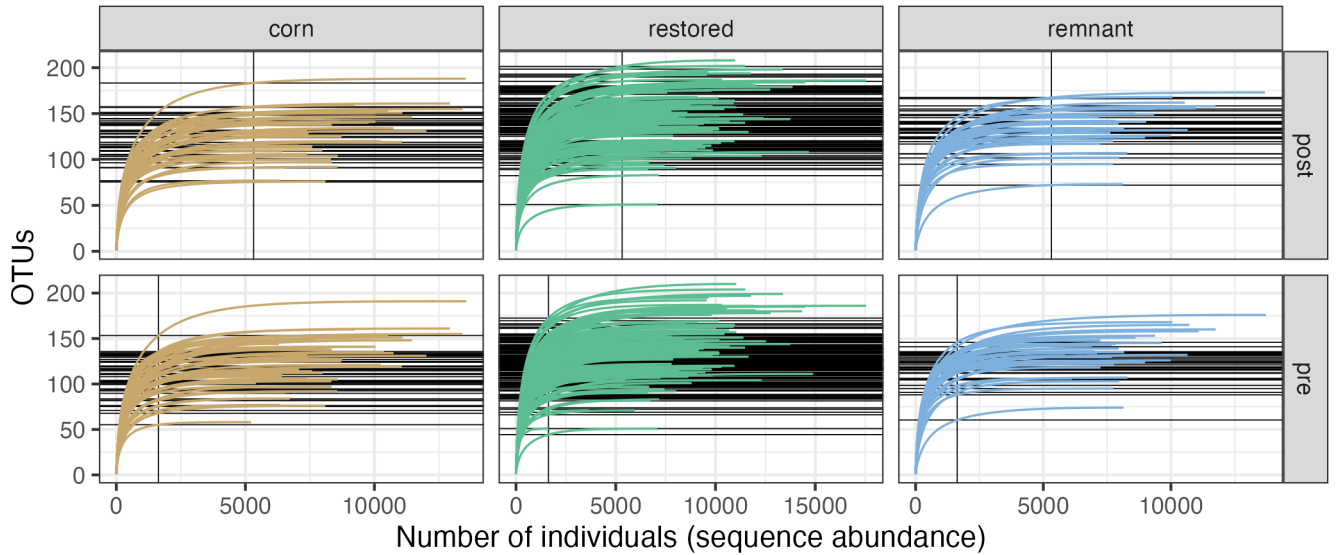 corn restored remnant
200
150
100
50
0
post
200
150
100
50
0
pre
OTUs
0 5000 10000 0 5000 10000 15000 0 5000 10000
Number of individuals (sequence abundance)